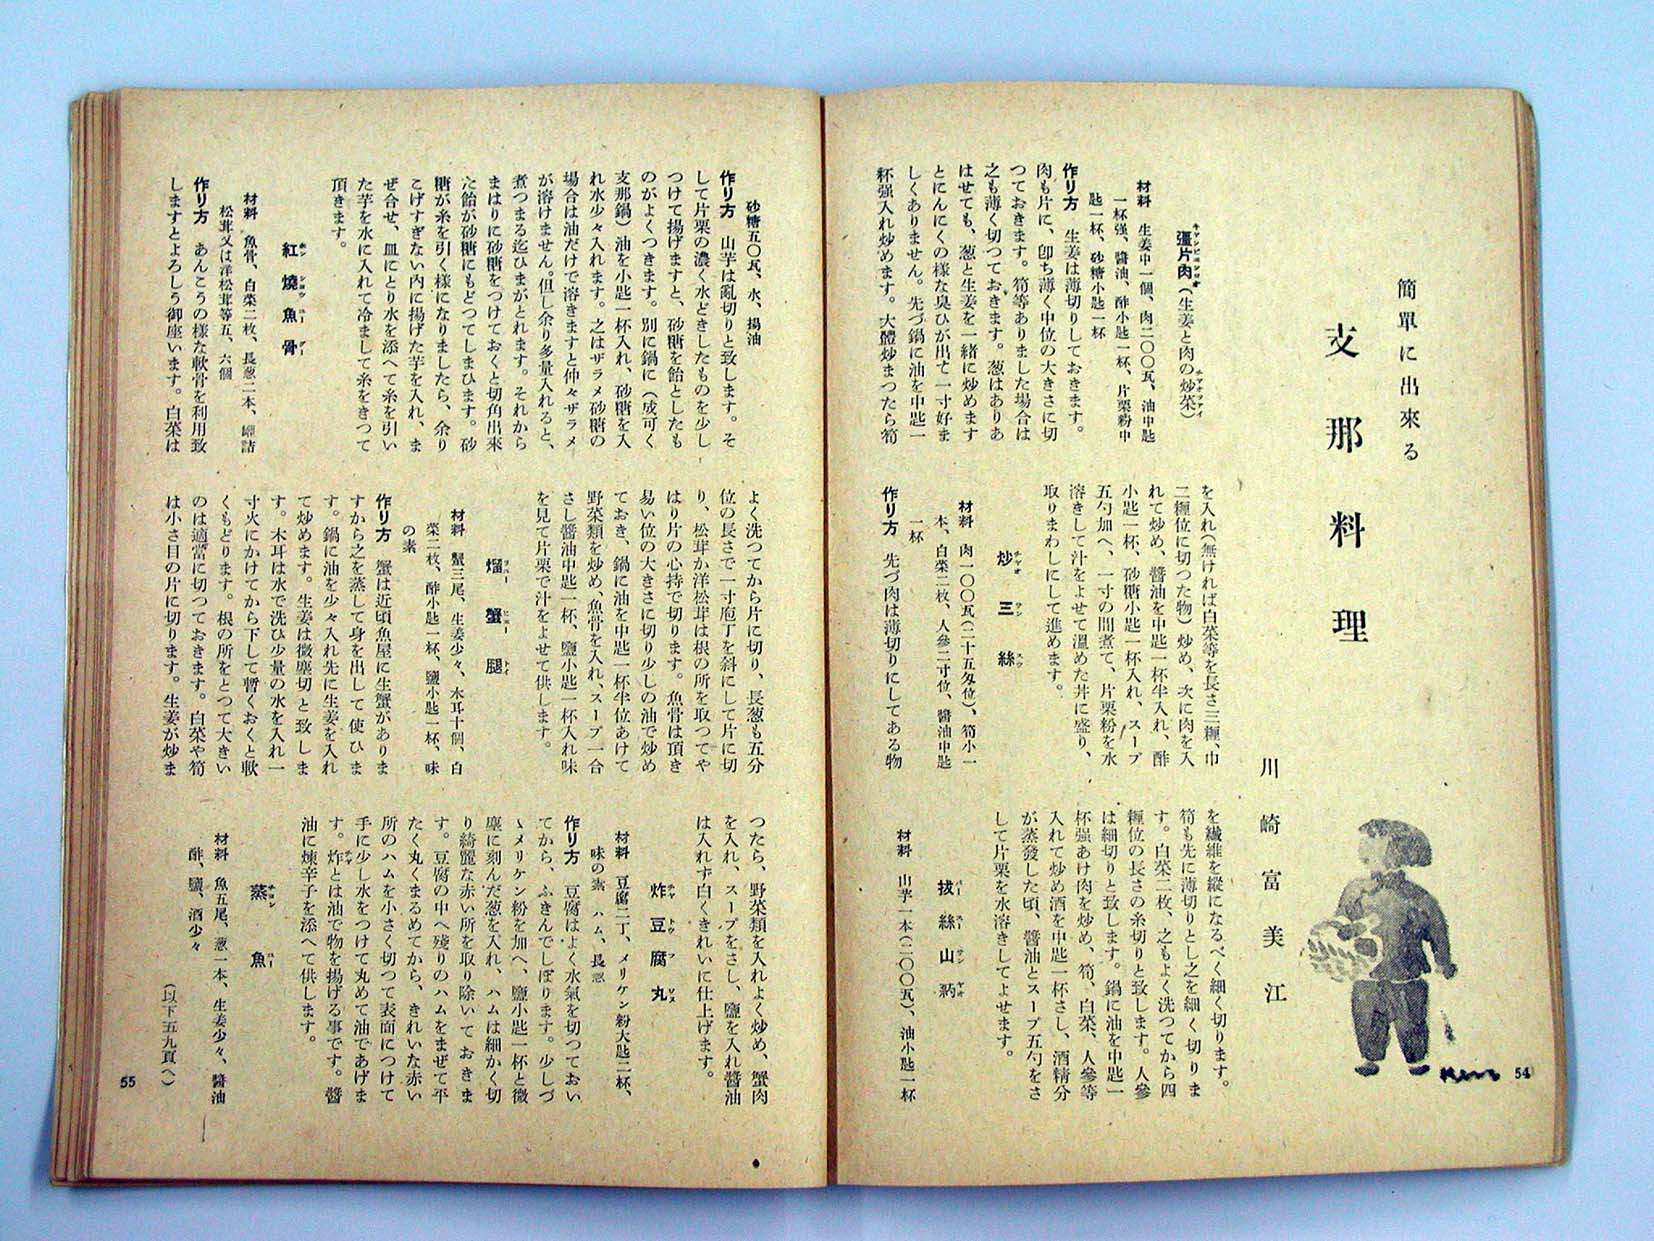 簡單に出來る
支那料理
川崎富美江
薑片肉(生姜と肉の炒菜)
材料 生姜中一個、肉二〇〇瓦、油中匙
一杯强、醬油、酢小匙一杯、片栗粉中
匙一杯、砂糖小匙一杯
作り方 生姜は薄切りしておきます。
肉も片に、卽ち薄く中位の大きさに切
つておきます。筍等ありました場合は
之も薄く切つておきます。葱はありあ
はせても、葱と生姜を一緒に炒めます
とにんにくの樣な臭ひが出て一寸好ま
しくありません。先づ鍋に油を中匙一
杯强入れ炒めます。大體炒まつたら筍
を入れ(無ければ白菜等を長さ三糎、巾
二糎位に切つた物)炒め、次に肉を入
れて炒め、醬油を中匙一杯半入れ、酢
小匙一杯、砂糖小匙一杯入れ、スープ
五勺加へ、一寸の間煮て、片栗粉を水
溶きして汁をよせて溫めた丼に盛り、
取りまわしにして進めます。
炒三絲
材料 肉一〇〇瓦(二十五匁位)、筍小一
本、白菜二枚、人參二寸位、醬油中匙
一杯
作り方 先づ肉は薄切りにしてある物
を纎維を縱になるべく細く切ります。
筍も先に薄切りとし之を細く切りま
す。白菜二枚、之もよく洗つてから四
糎位の長さの糸切りと致します。人參
は細切りと致します。鍋に油を中匙一
杯强あけ肉を炒め、筍、白菜、人參等
入れて炒め酒を中匙一杯さし、酒精分
が蒸發した頃、醬油とスープ五勺をさ
して片栗を水溶きしてよせます。
拔絲山藥
材料 山芋一本(二〇〇瓦)、油小匙一杯
54
砂糖五〇瓦、水、揚油
作り方 山芋は亂切りと致します。そ
して片栗の濃く水どきしたものを少し
つけて揚げますと、砂糖を飴としたも
のがよくつきます。別に鍋に(成可く
支那鍋)油を小匙一杯入れ、砂糖を入
れ水少々入れます。之はザラメ砂糖の
場合は油だけで溶きますと仲々ザラメ
が溶けません。但し余り多量入れると、
煮つまる迄ひまがとれます。それから
まはりに砂糖をつけておくと切角出來
た飴が砂糖にもどつてしまひます。砂
糖が糸を引く樣になりましたら、余り
こげすぎない內に揚げた芋を入れ、ま
ぜ合せ、皿にとり水を添へて糸を引い
た芋を水に入れて冷まして糸をきつて
頂きます。
紅燒魚骨
材料 魚骨、白菜二枚、長葱二本、罐詰
松茸又は洋松茸等五、六個
作り方 あんこうの樣な軟骨を利用致
しますとよろしう御座います。白菜は
よく洗つてから片に切り、長葱も五分
位の長さで一寸庖丁を斜にして片に切
り、松茸か洋松茸は根の所を取つてや
はり片の心持で切ります。魚骨は頂き
易い位の大きさに切り少しの油で炒め
ておき、鍋に油を中匙一杯半位あけて
野菜類を炒め、魚骨を入れ、スープ一合
さし醬油中匙一杯、鹽小匙一杯入れ味
を見て片栗で汁をよせて供します。
熘蟹腿
材料 蟹三尾、生姜少々、木耳十個、白
菜二枚、酢小匙一杯、鹽小匙一杯、味
の素
作り方 蟹は近頃魚屋に生蟹がありま
すから之を蒸して身を出して使ひま
す。鍋に油を少々入れ先に生姜を入れ
て炒めます。生姜は微塵切と致しま
す。木耳は水で洗ひ少量の水を入れ一
寸火にかけてから下して暫くおくと軟
くもどります。根の所をとつて大きい
のは適當に切つておきます。白菜や筍
は小さ目の片に切ります。生姜が炒ま
つたら、野菜類を入れよく炒め、蟹肉
を入れ、スープをさし、鹽を入れ醬油
は入れず白くきれいに仕上げます。
炸豆腐丸
材料 豆腐二丁、メリケン粉大匙二杯、
味の素 ハム、長葱
作り方 豆腐はよく水氣を切つておい
てから、ふきんでしぼります。少しづ
ゝメリケン粉を加へ、鹽小匙一杯と微
塵に刻んだ葱を入れ、ハムは細かく切
り綺麗な赤い所を取り除いておきま
す。豆腐の中へ殘りのハムをまぜて平
たく丸くまるめてから、きれいな赤い
所のハムを小さく切つて表面につけて
手に少し水をつけて丸めて油であげま
す。炸とは油で物を揚げる事です。醬
油に煉辛子を添へて供します。
蒸魚
材料 魚五尾、葱一本、生姜少々、醬油
酢、鹽、酒少々
(以下五九頁へ)
55